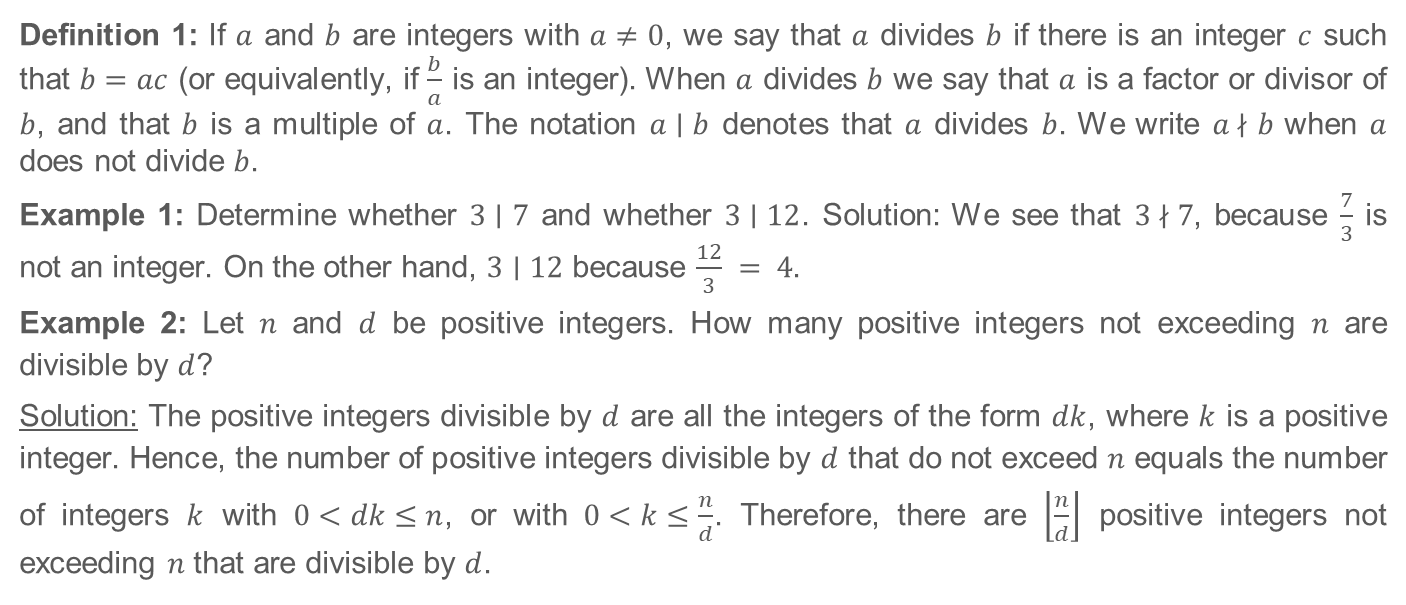 Definition 1: If a and b are integers with a ≠ 0, we say that a divides b if there is an integer c such
that b = ac (or equivalently, if b/a is an integer). When a divides b we say that a is a factor or divisor of
b, and that b is a multiple of a. The notation a ∣ b denotes that a divides b. We write a ∤ b when a
does not divide b.
Example 1: Determine whether 3 ∣ 7 and whether 3 ∣ 12. Solution: We see that 3 ∤ 7, because 7/3 is
not an integer. On the other hand, 3 ∣ 12 because 12/3 = 4.
Example 2: Let n and d be positive integers. How many positive integers not exceeding n are
divisible by d?
Solution: The positive integers divisible by d are all the integers of the form dk, where k is a positive
integer. Hence, the number of positive integers divisible by d that do not exceed n equals the number
of integers k with 0 < dk ≤ n, or with 0 < k ≤ n/d. Therefore, there are ⌊n/d⌋ positive integers not
exceeding n that are divisible by d.